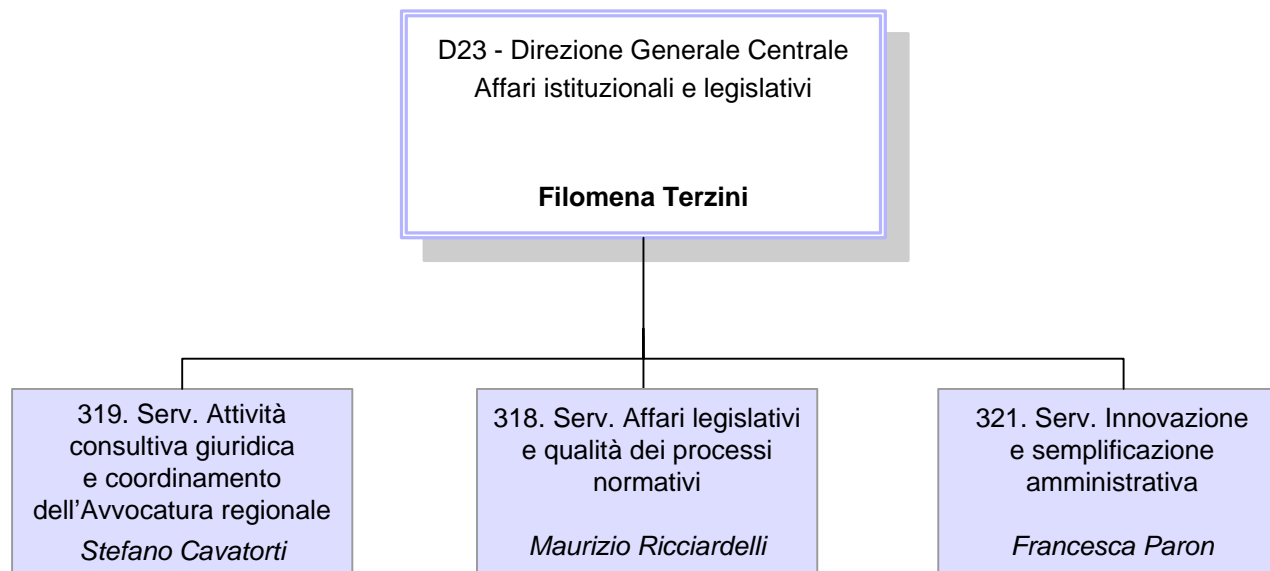 D23 - Direzione Generale Centrale
Affari istituzionali e legislativi
Filomena Terzini
319. Serv. Attività
consultiva giuridica
e coordinamento
dell'Avvocatura regionale
Stefano Cavatorti
318. Serv. Affari legislativi
e qualità dei processi
normativi
Maurizio Ricciardelli
321. Serv. Innovazione
e semplificazione
amministrativa
Francesca Paron